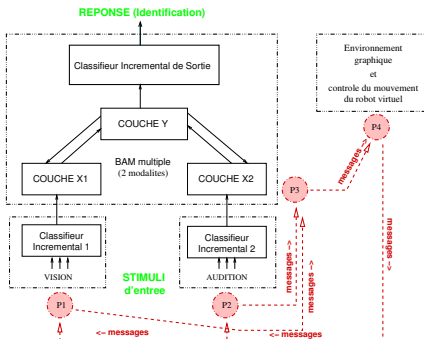 REPONSE (Identification)
Classifieur Incremental de Sortie
COUCHE Y
BAM multiple
(2 modalites)
COUCHE X1
COUCHE X2
Classifieur
Incremental 1
Classifieur
Incremental 2
VISION
STIMULI
d'entree
AUDITION
Environnement
graphique
et
controle du mouvement
du robot virtuel
P4
P3
P1
P2
messages ->
messages ->
messages ->
messages ->
messages ->
<- messages
<- messages